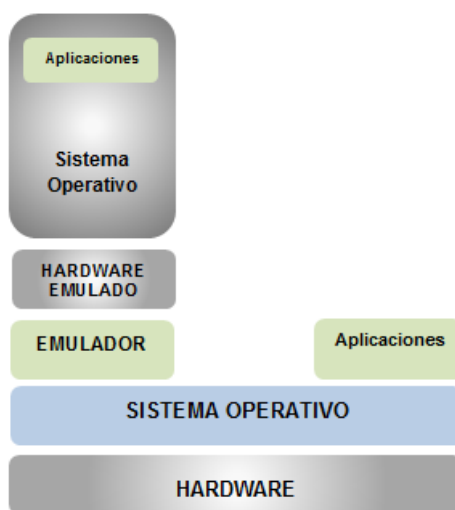 Aplicaciones
Sistema
Operativo
HARDWARE
EMULADO
EMULADOR
Aplicaciones
SISTEMA OPERATIVO
HARDWARE